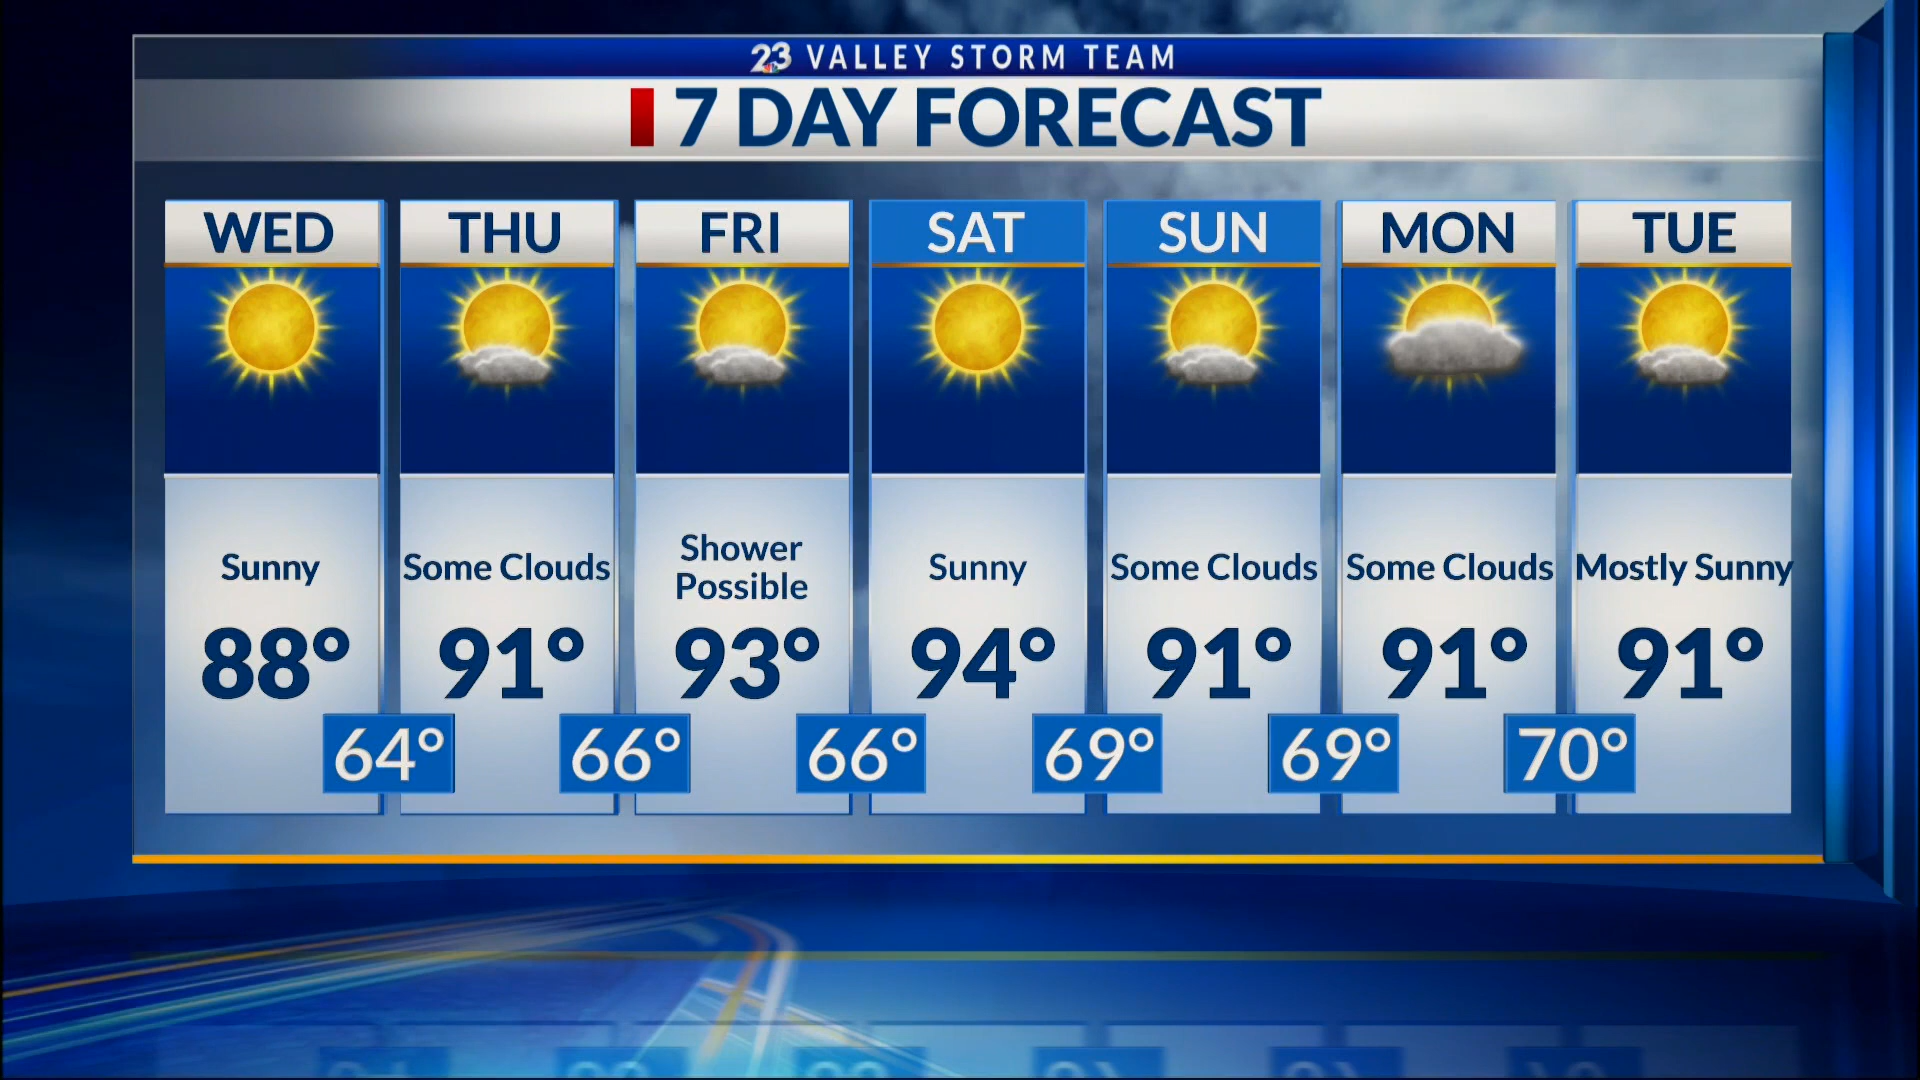 23 VALLEY STORM TEAM
7 DAY FORECAST
WED THU FRI SAT SUN MON TUE
Sunny
Some Clouds
Shower
Possible
Sunny
Some Clouds
Some Clouds
Mostly Sunny
88° 91° 93° 94° 91° 91° 91°
64° 66° 66° 69° 69° 70°